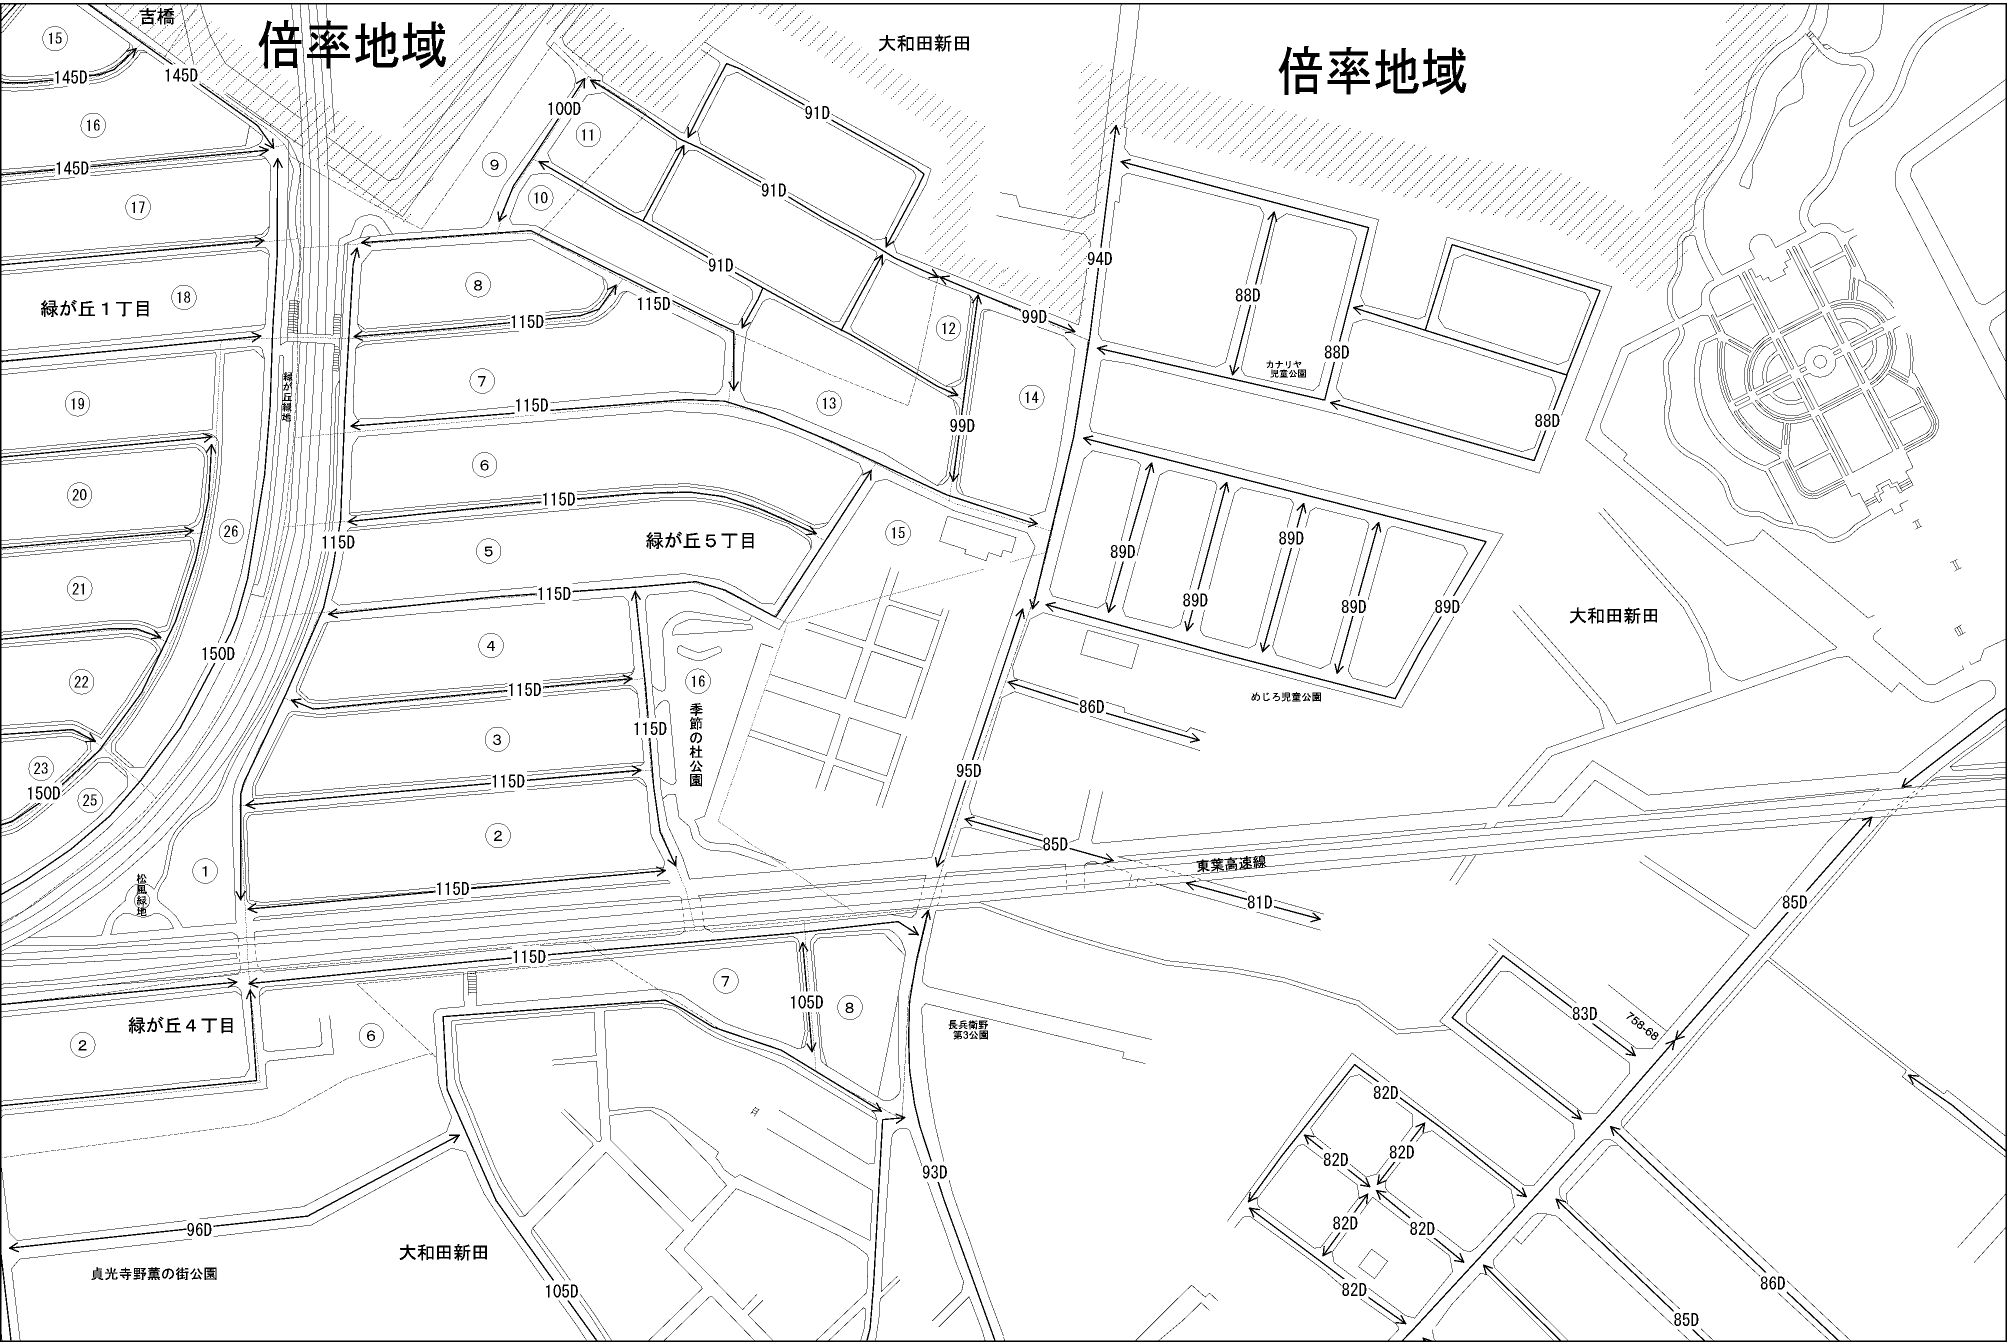 吉橋
倍率地域
大和田新田
倍率地域
15
145D
145D
16
145D
17
18
緑が丘1丁目
19
20
21
22
23
150D
25
26
150D
緑が丘緑地
松風緑地
1
100D
11
91D
9
10
91D
91D
8
115D
115D
7
115D
6
115D
5
115D
115D
緑が丘5丁目
4
115D
3
115D
115D
2
115D
16
季節の杜公園
12
99D
13
99D
14
15
94D
88D
カナリヤ
児童公園
88D
88D
89D
89D
89D
89D
89D
めじろ児童公園
大和田新田
86D
95D
85D
東葉高速線
81D
85D
115D
7
105D
8
長兵衛野
第3公園
緑が丘4丁目
2
6
96D
大和田新田
貞光寺野薫の街公園
105D
93D
83D
758-68
82D
82D
82D
82D
82D
82D
86D
85D